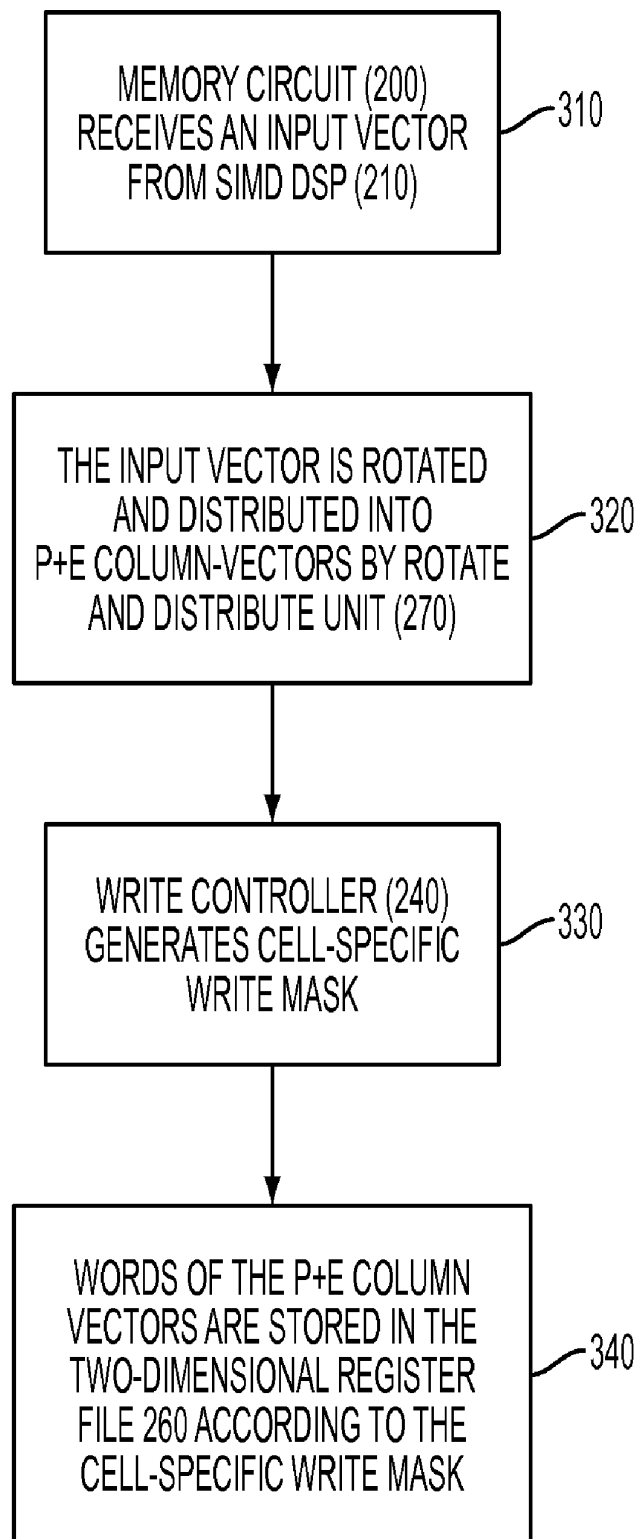 MEMORY CIRCUIT (200)
RECEIVES AN INPUT VECTOR
FROM SIMD DSP (210)
310
THE INPUT VECTOR IS ROTATED
AND DISTRIBUTED INTO
P+E COLUMN-VECTORS BY ROTATE
AND DISTRIBUTE UNIT (270)
320
WRITE CONTROLLER (240)
GENERATES CELL-SPECIFIC
WRITE MASK
330
WORDS OF THE P+E COLUMN
VECTORS ARE STORED IN THE
TWO-DIMENSIONAL REGISTER
FILE 260 ACCORDING TO THE
CELL-SPECIFIC WRITE MASK
340